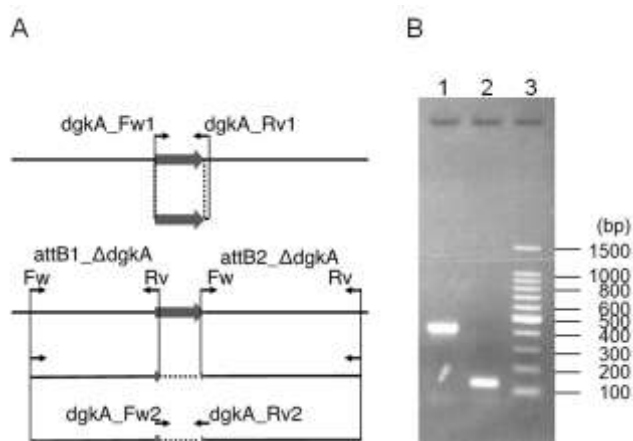 A
B
dgkA_Fw1
dgkA_Rv1
attB1_ΔdgkA
attB2_ΔdgkA
Fw
Rv
Fw
Rv
dgkA_Fw2
dgkA_Rv2
1
2
3
(bp)
1500
1000
800
600
500
400
300
200
100